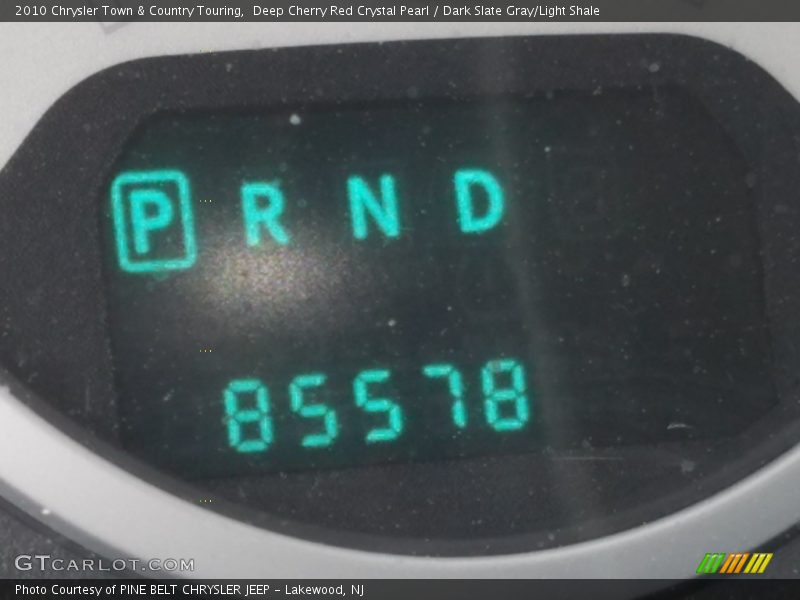 2010 Chrysler Town & Country Touring,  Deep Cherry Red Crystal Pearl / Dark Slate Gray/Light Shale
P R N D
85578
GTCARLOT.COM
Photo Courtesy of PINE BELT CHRYSLER JEEP - Lakewood, NJ